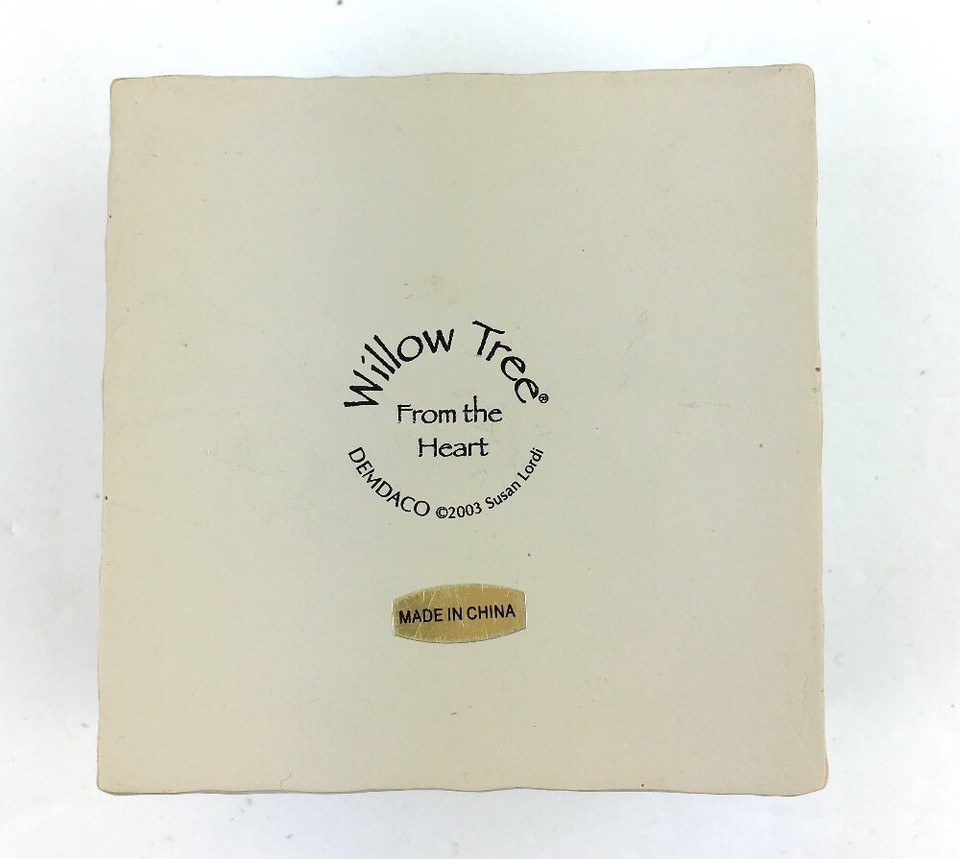 Willow Tree®
From the
Heart
DEMDACO ©2003 Susan Lordi
MADE IN CHINA